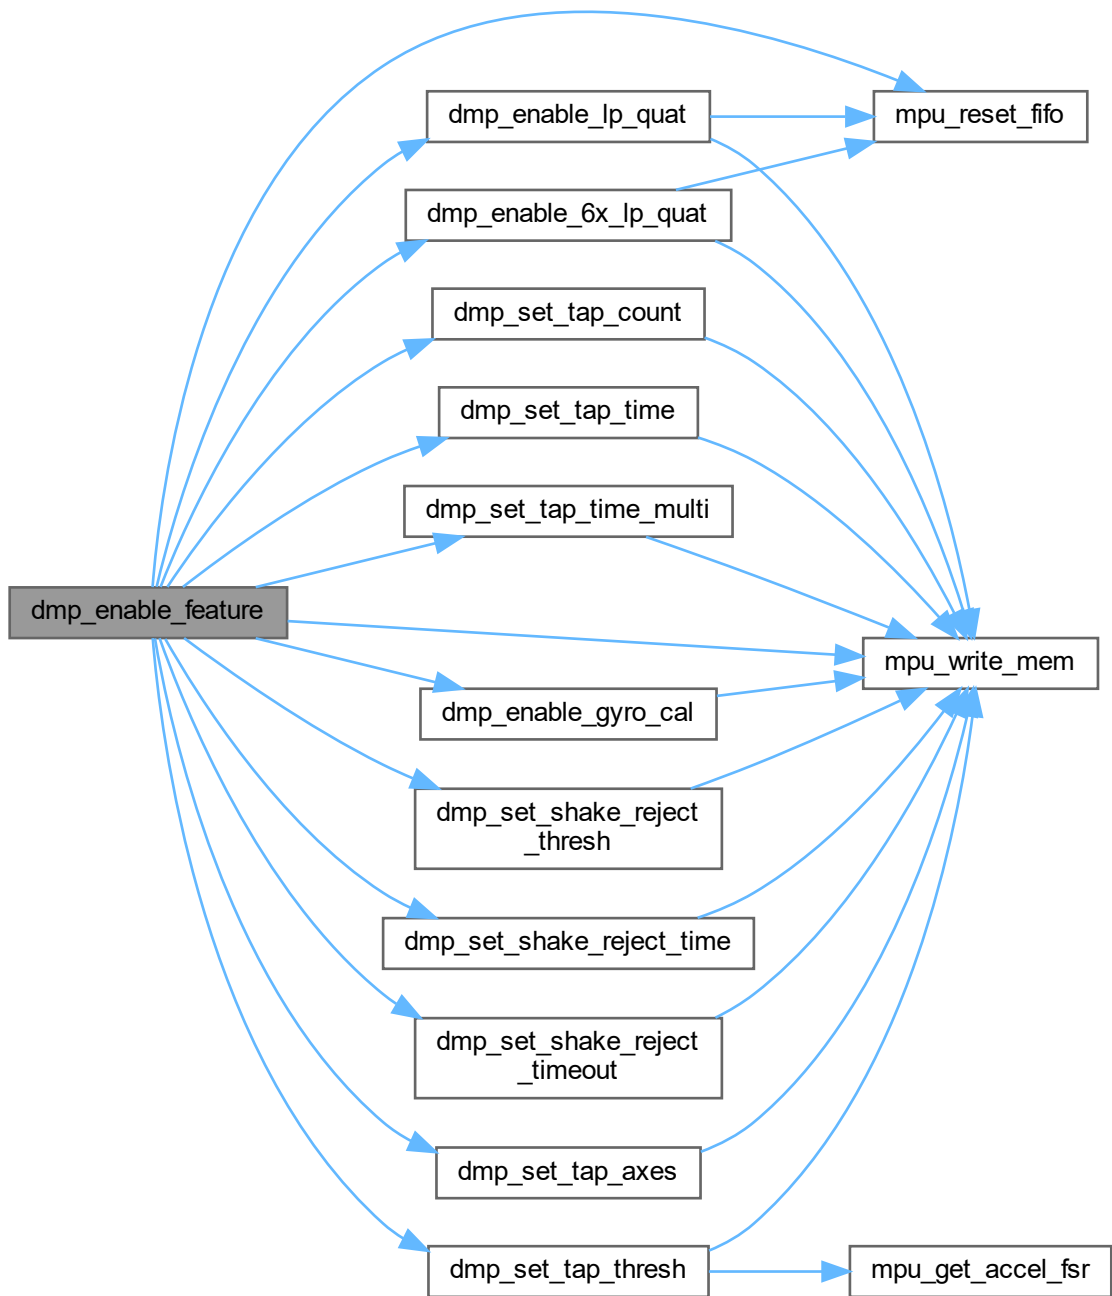 dmp_enable_feature
dmp_enable_lp_quat
dmp_enable_6x_lp_quat
dmp_set_tap_count
dmp_set_tap_time
dmp_set_tap_time_multi
dmp_enable_gyro_cal
dmp_set_shake_reject
_thresh
dmp_set_shake_reject_time
dmp_set_shake_reject
_timeout
dmp_set_tap_axes
dmp_set_tap_thresh
mpu_reset_fifo
mpu_write_mem
mpu_get_accel_fsr